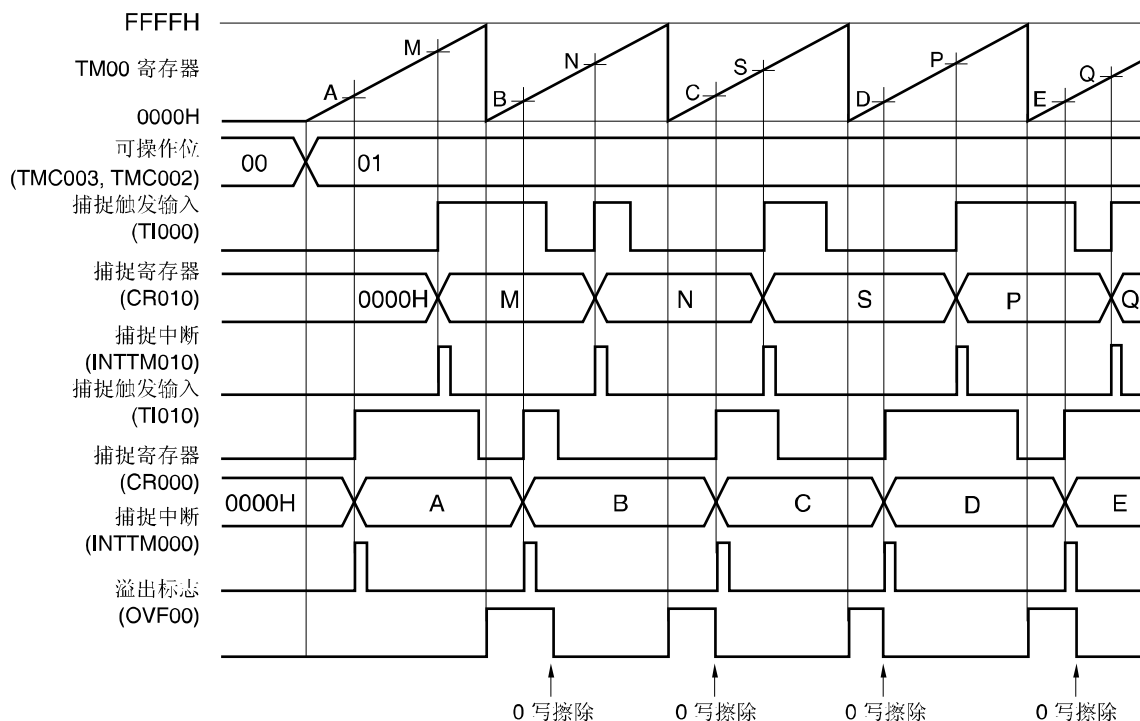 FFFFH
TM00 寄存器
0000H
A
M
B
N
C
S
D
P
E
Q
可操作位
(TMC003, TMC002)
00
01
捕捉触发输入
(TI000)
捕捉寄存器
(CR010)
0000H
M
N
S
P
Q
捕捉中断
(INTTM010)
捕捉触发输入
(TI010)
捕捉寄存器
(CR000)
0000H
A
B
C
D
E
捕捉中断
(INTTM000)
溢出标志
(OVF00)
0 写擦除
0 写擦除
0 写擦除
0 写擦除